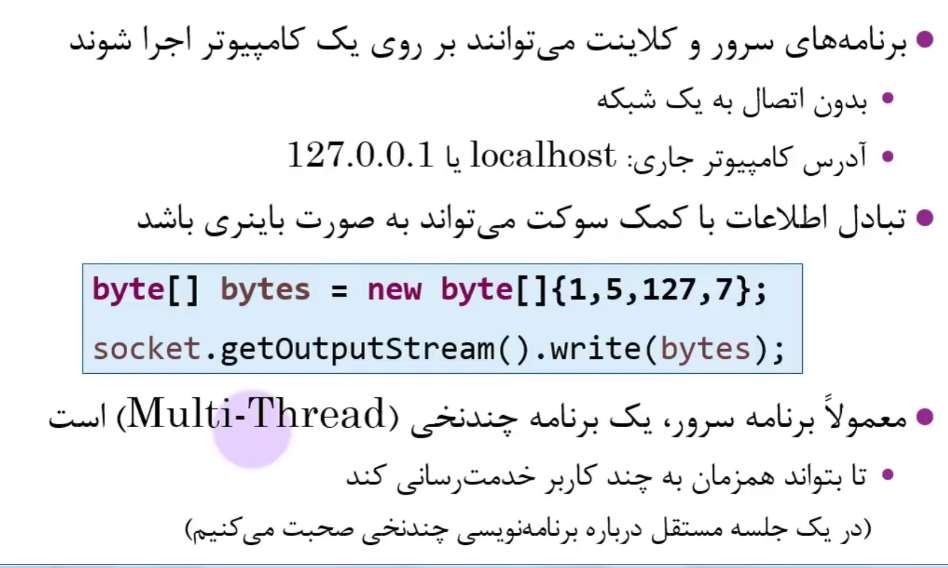 برنامه‌های سرور و کلاینت می‌توانند بر روی یک کامپیوتر اجرا شوند
بدون اتصال به یک شبکه
آدرس کامپیوتر جاری: localhost یا 127.0.0.1
تبادل اطلاعات با کمک سوکت می‌تواند به صورت باینری باشد
byte[] bytes = new byte[]{1,5,127,7};
socket.getOutputStream().write(bytes);
معمولاً برنامه سرور، یک برنامه چندنخی (Multi-Thread) است
تا بتواند همزمان به چند کاربر خدمت‌رسانی کند
(در یک جلسه مستقل درباره برنامه‌نویسی چندنخی صحبت می‌کنیم)